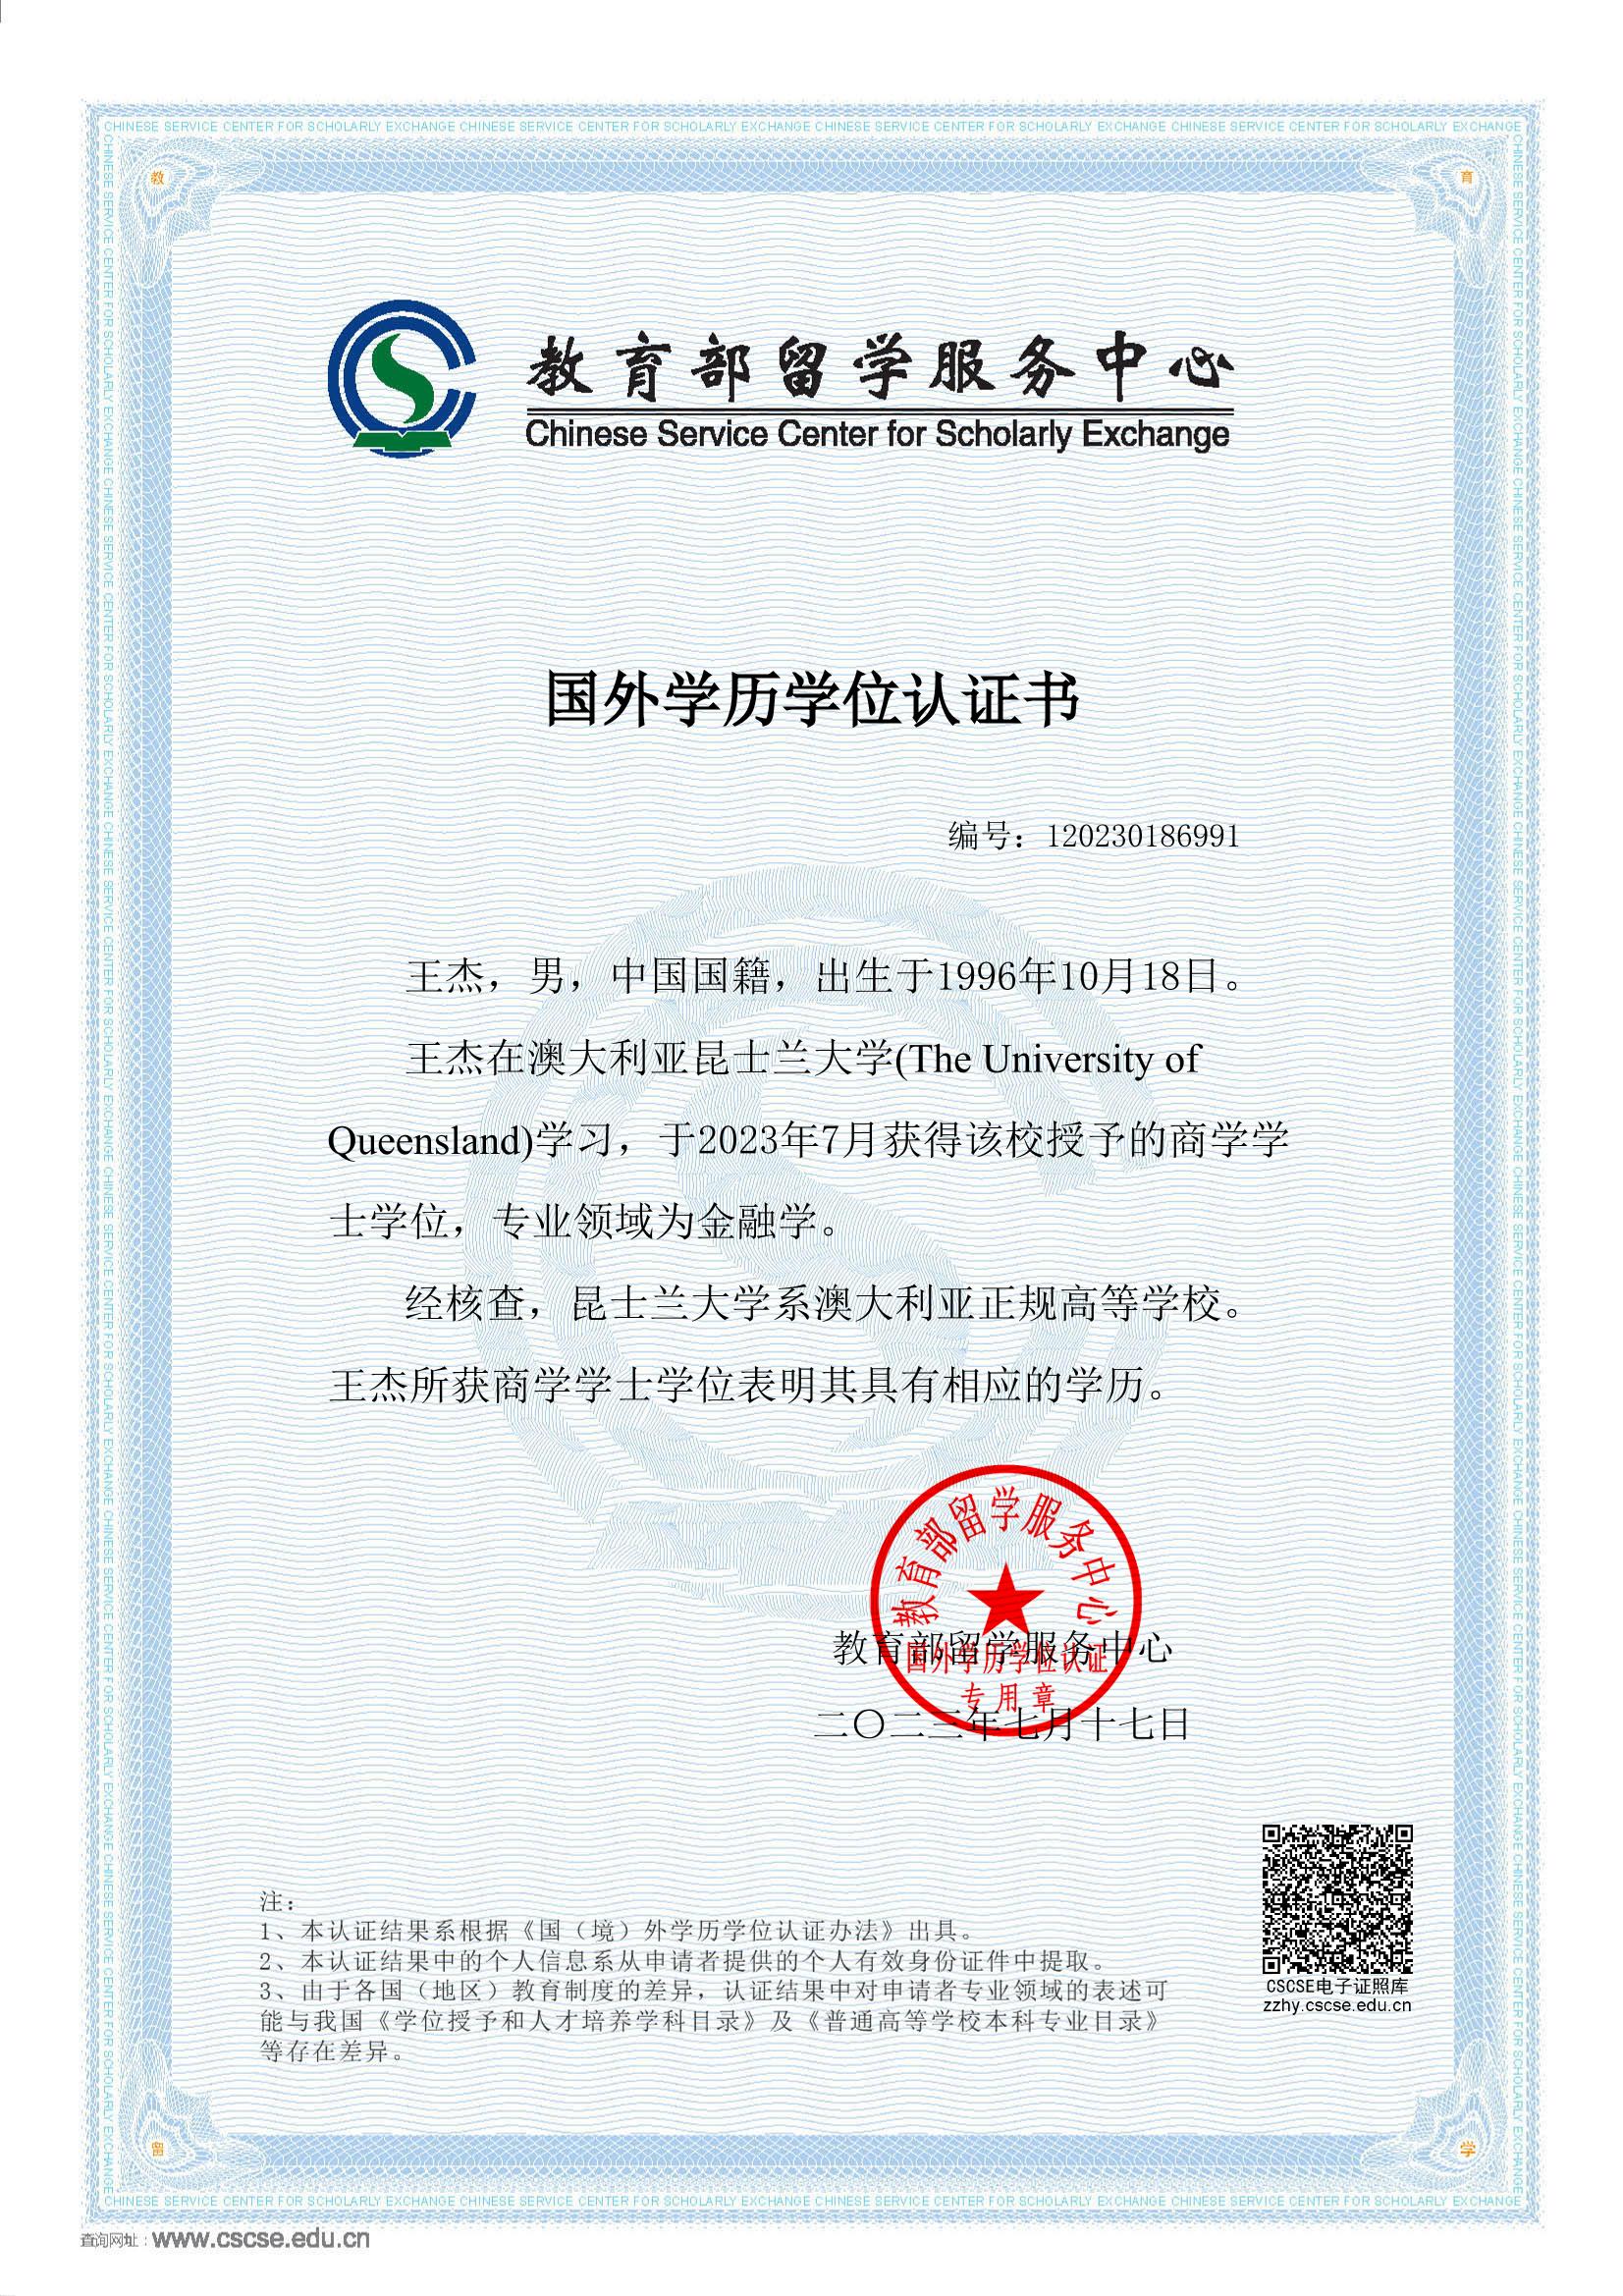 CHINESE SERVICE CENTER FOR SCHOLARLY EXCHANGE CHINESE SERVICE CENTER FOR SCHOLARLY EXCHANGE CHINESE SERVICE CENTER FOR SCHOLARLY EXCHANGE CHINESE SERVICE CENTER FOR SCHOLARLY EXCHANGE
教
育
教育部留学服务中心
Chinese Service Center for Scholarly Exchange
国外学历学位认证书
编号：120230186991
王杰，男，中国国籍，出生于1996年10月18日。
王杰在澳大利亚昆士兰大学(The University of
Queensland)学习，于2023年7月获得该校授予的商学学
士学位，专业领域为金融学。
经核查，昆士兰大学系澳大利亚正规高等学校。
王杰所获商学学士学位表明其具有相应的学历。
教育部留学服务中心
国外学历学位认证
专用章
教育部留学服务中心
二〇二三年七月十七日
注：
1、本认证结果系根据《国（境）外学历学位认证办法》出具。
2、本认证结果中的个人信息系从申请者提供的个人有效身份证件中提取。
3、由于各国（地区）教育制度的差异，认证结果中对申请者专业领域的表述可
能与我国《学位授予和人才培养学科目录》及《普通高等学校本科专业目录》
等存在差异。
CSCSE电子证照库
zzhy.cscse.edu.cn
留
学
CHINESE SERVICE CENTER FOR SCHOLARLY EXCHANGE CHINESE SERVICE CENTER FOR SCHOLARLY EXCHANGE CHINESE SERVICE CENTER FOR SCHOLARLY EXCHANGE CHINESE SERVICE CENTER FOR SCHOLARLY EXCHANGE
查询网址：www.cscse.edu.cn